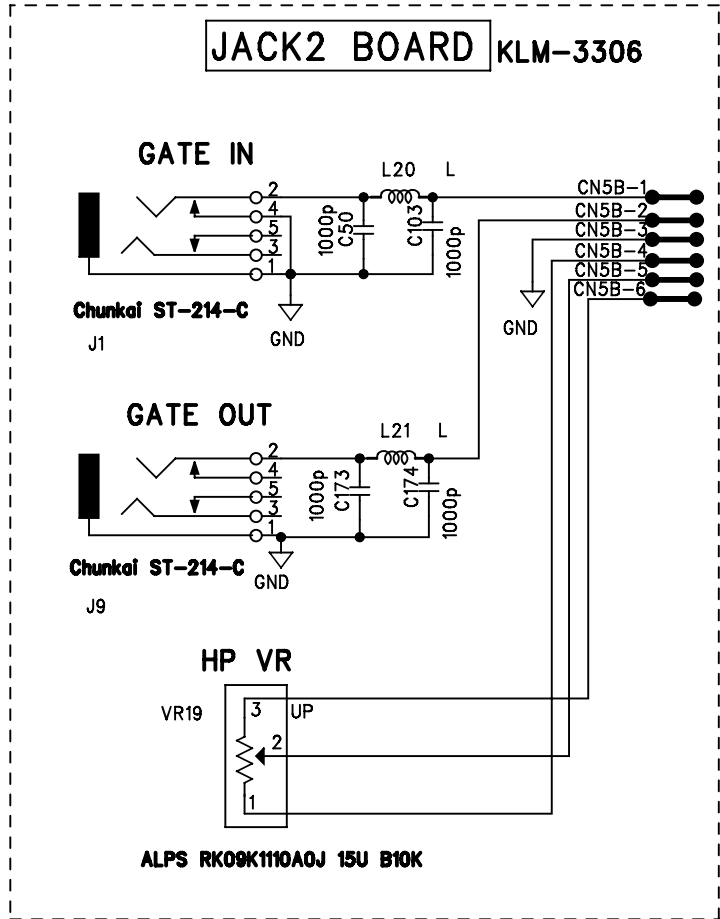 JACK2 BOARD KLM-3306
GATE IN
L20 L
2
4
5
3
1
1000p
C50
C103
1000p
CN5B-1
CN5B-2
CN5B-3
CN5B-4
CN5B-5
CN5B-6
Chunkai ST-214-C
J1
GND
GND
GATE OUT
L21 L
2
4
5
3
1
1000p
C173
C174
1000p
Chunkai ST-214-C
J9
GND
HP VR
VR19
3 UP
2
1
ALPS RK09K1110A0J 15U B10K